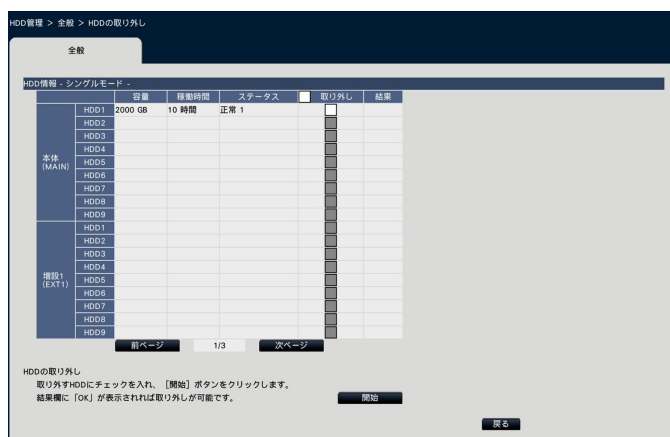 HDD管理 > 全般 > HDDの取り外し
全般
HDD情報 - シングルモード -
容量 稼働時間 ステータス 取り外し 結果
本体
(MAIN)
HDD1 2000 GB 10 時間 正常 1
HDD2
HDD3
HDD4
HDD5
HDD6
HDD7
HDD8
HDD9
増設1
(EXT1)
HDD1
HDD2
HDD3
HDD4
HDD5
HDD6
HDD7
HDD8
HDD9
前ページ 1/3 次ページ
HDDの取り外し
取り外すHDDにチェックを入れ、［開始］ボタンをクリックします。
結果欄に「OK」が表示されれば取り外しが可能です。
開始
戻る